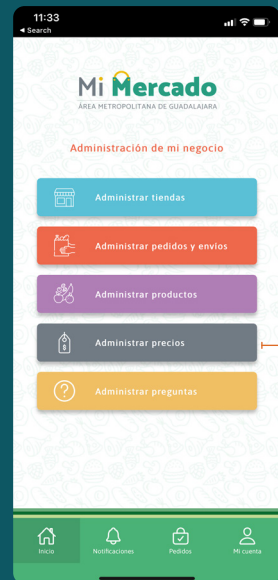 11:33
Search
Mi Mercado
ÁREA METROPOLITANA DE GUADALAJARA
Administración de mi negocio
Administrar tiendas
Administrar pedidos y envíos
Administrar productos
Administrar precios
$
?
Administrar preguntas
Inicio
Notificaciones
Pedidos
Mi cuenta